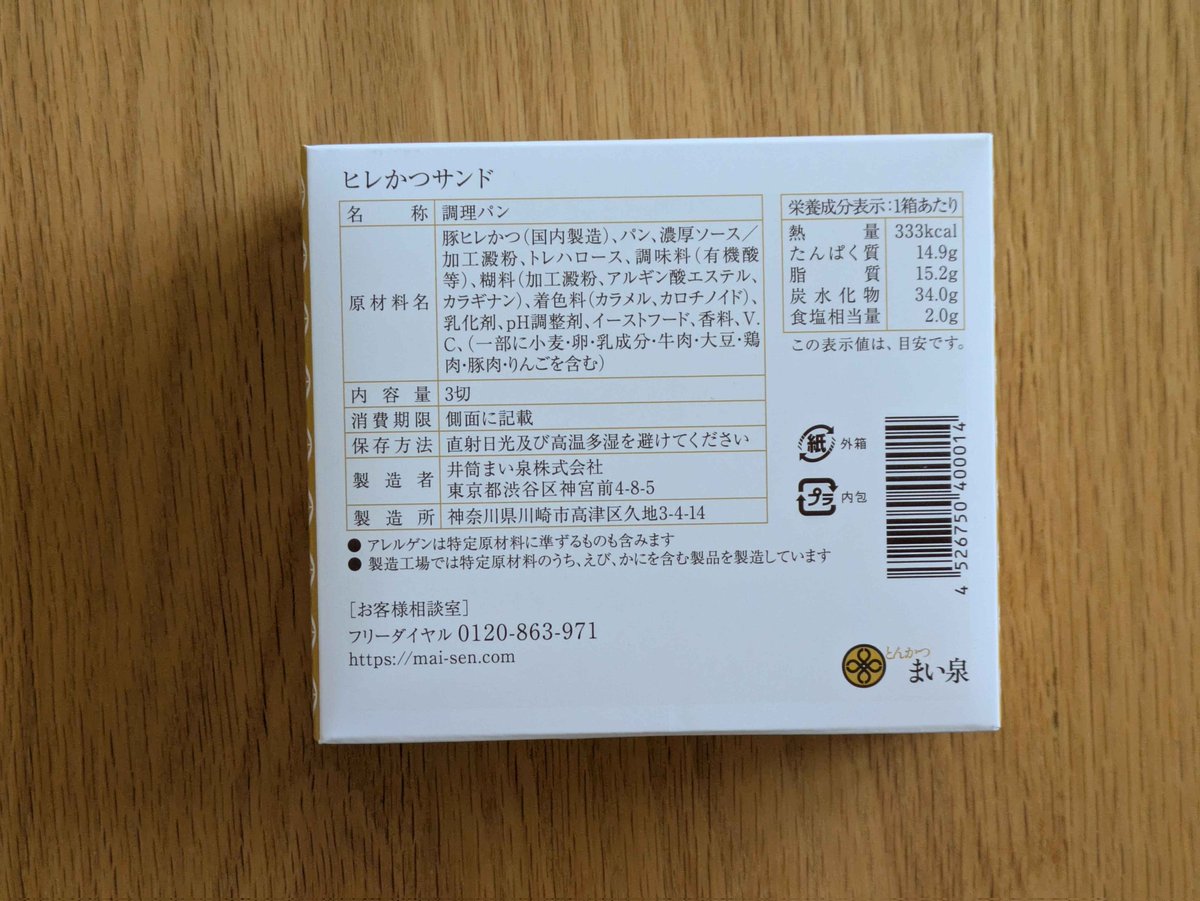 ヒレかつサンド
名称 調理パン
原材料名 豚ヒレかつ(国内製造)、パン、濃厚ソース／
加工澱粉、トレハロース、調味料(有機酸
等)、糊料(加工澱粉、アルギン酸エステル、
カラギナン)、着色料(カラメル、カロチノイド)、
乳化剤、pH調整剤、イーストフード、香料、V.
C、(一部に小麦・卵・乳成分・牛肉・大豆・鶏
肉・豚肉・りんごを含む)
内容量 3切
消費期限 側面に記載
保存方法 直射日光及び高温多湿を避けてください
製造者 井筒まい泉株式会社
東京都渋谷区神宮前4-8-5
製造所 神奈川県川崎市高津区久地3-4-14
● アレルゲンは特定原材料に準ずるものも含みます
● 製造工場では特定原材料のうち、えび、かにを含む製品を製造しています
[お客様相談室]
フリーダイヤル 0120-863-971
https://mai-sen.com
栄養成分表示:1箱あたり
熱量 333kcal
たんぱく質 14.9g
脂質 15.2g
炭水化物 34.0g
食塩相当量 2.0g
この表示値は、目安です。
紙 外箱
プラ 内包
4 526750 400014
とんかつ
まい泉